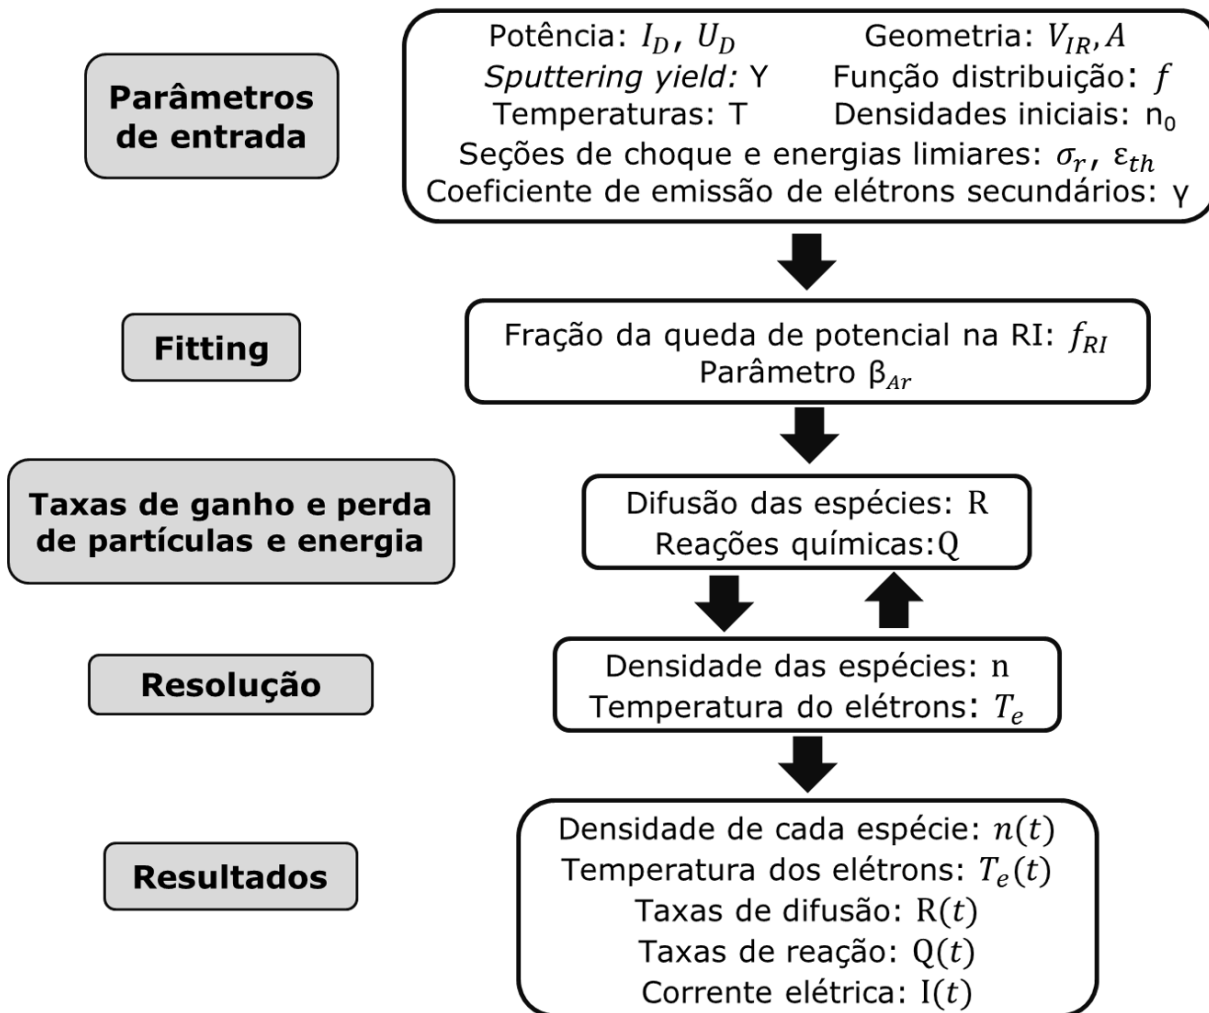 Parâmetros
de entrada
Potência: I_D, U_D Geometria: V_IR, A
Sputtering yield: Y Função distribuição: f
Temperaturas: T Densidades iniciais: n₀
Seções de choque e energias limiares: σ_r, ε_th
Coeficiente de emissão de elétrons secundários: γ
Fitting
Fração da queda de potencial na RI: f_RI
Parâmetro β_Ar
Taxas de ganho e perda
de partículas e energia
Difusão das espécies: R
Reações químicas:Q
Resolução
Densidade das espécies: n
Temperatura do elétrons: T_e
Resultados
Densidade de cada espécie: n(t)
Temperatura dos elétrons: T_e(t)
Taxas de difusão: R(t)
Taxas de reação: Q(t)
Corrente elétrica: I(t)